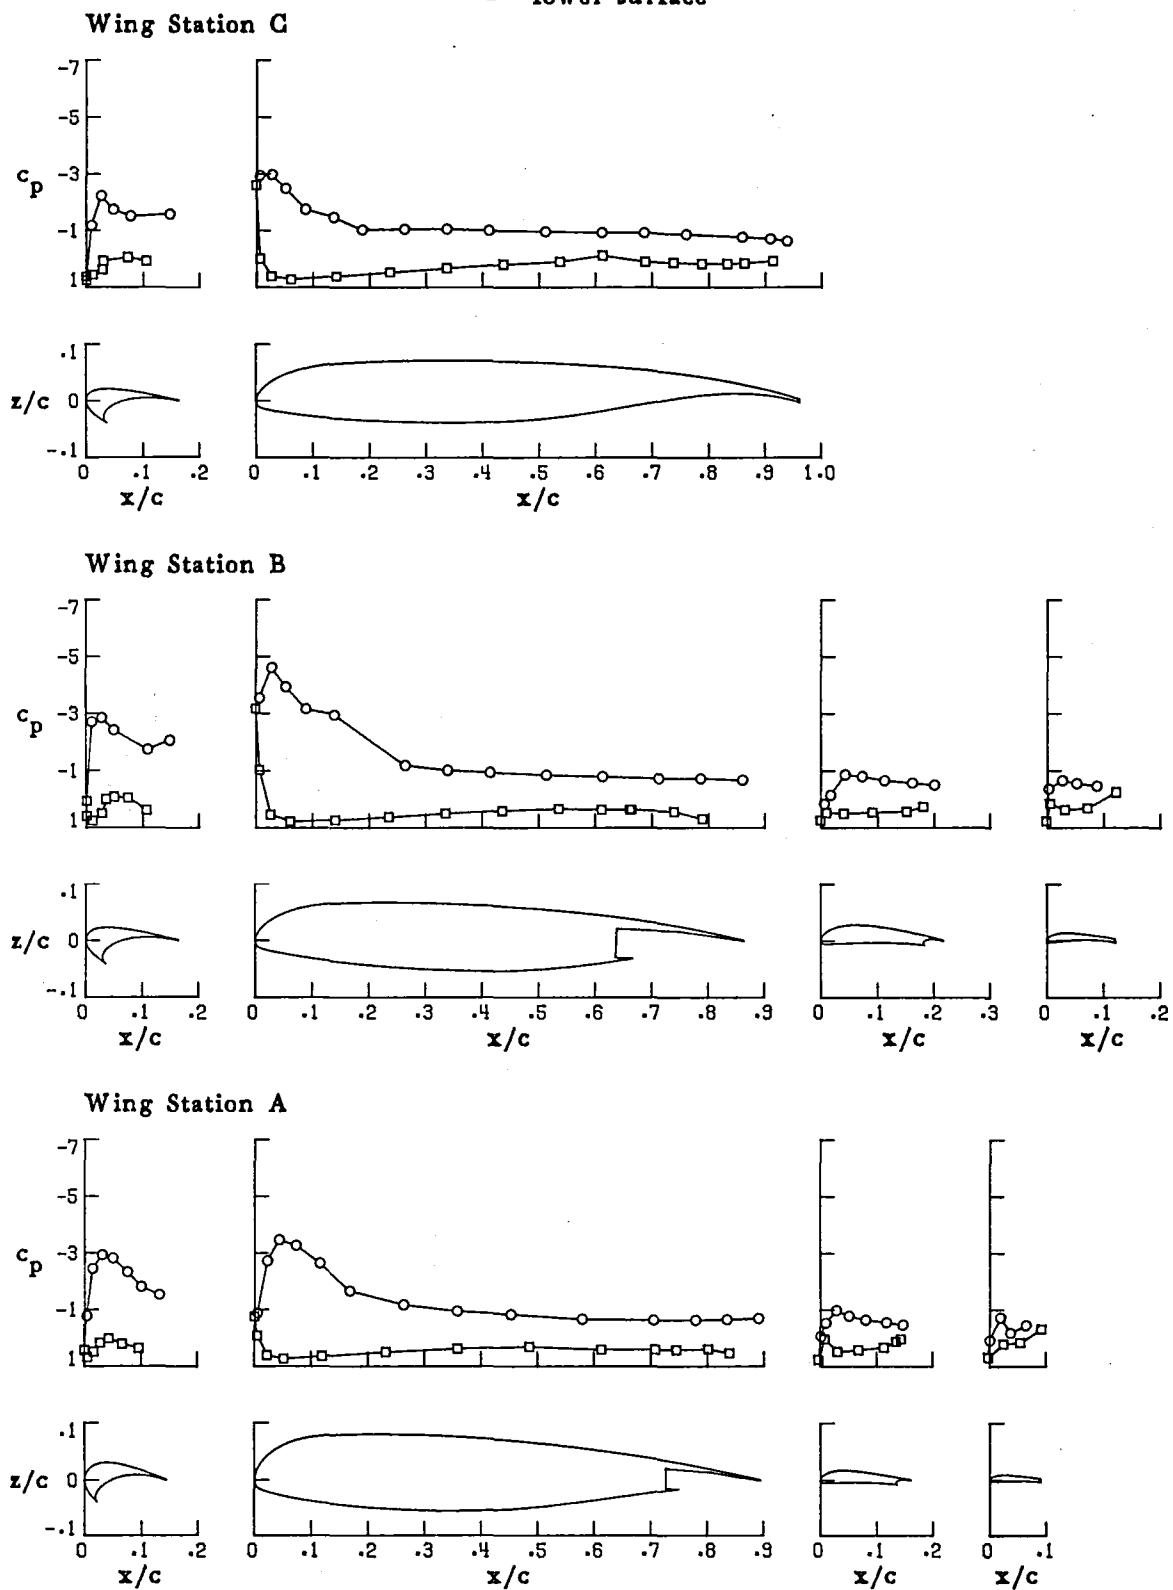 lower surface
Wing Station C
-7
-5
-3
c_p
-1
1
.1
z/c 0
-.1
0 .1 .2 0 .1 .2 .3 .4 .5 .6 .7 .8 .9 1.0
x/c x/c
Wing Station B
-7
-5
-3
c_p
-1
1
.1
z/c 0
-.1
0 .1 .2 0 .1 .2 .3 .4 .5 .6 .7 .8 .9 0 .1 .2 .3 0 .1 .2
x/c x/c x/c x/c
Wing Station A
-7
-5
-3
c_p
-1
1
.1
z/c 0
-.1
0 .1 .2 0 .1 .2 .3 .4 .5 .6 .7 .8 .9 0 .1 .2 0 .1
x/c x/c x/c x/c